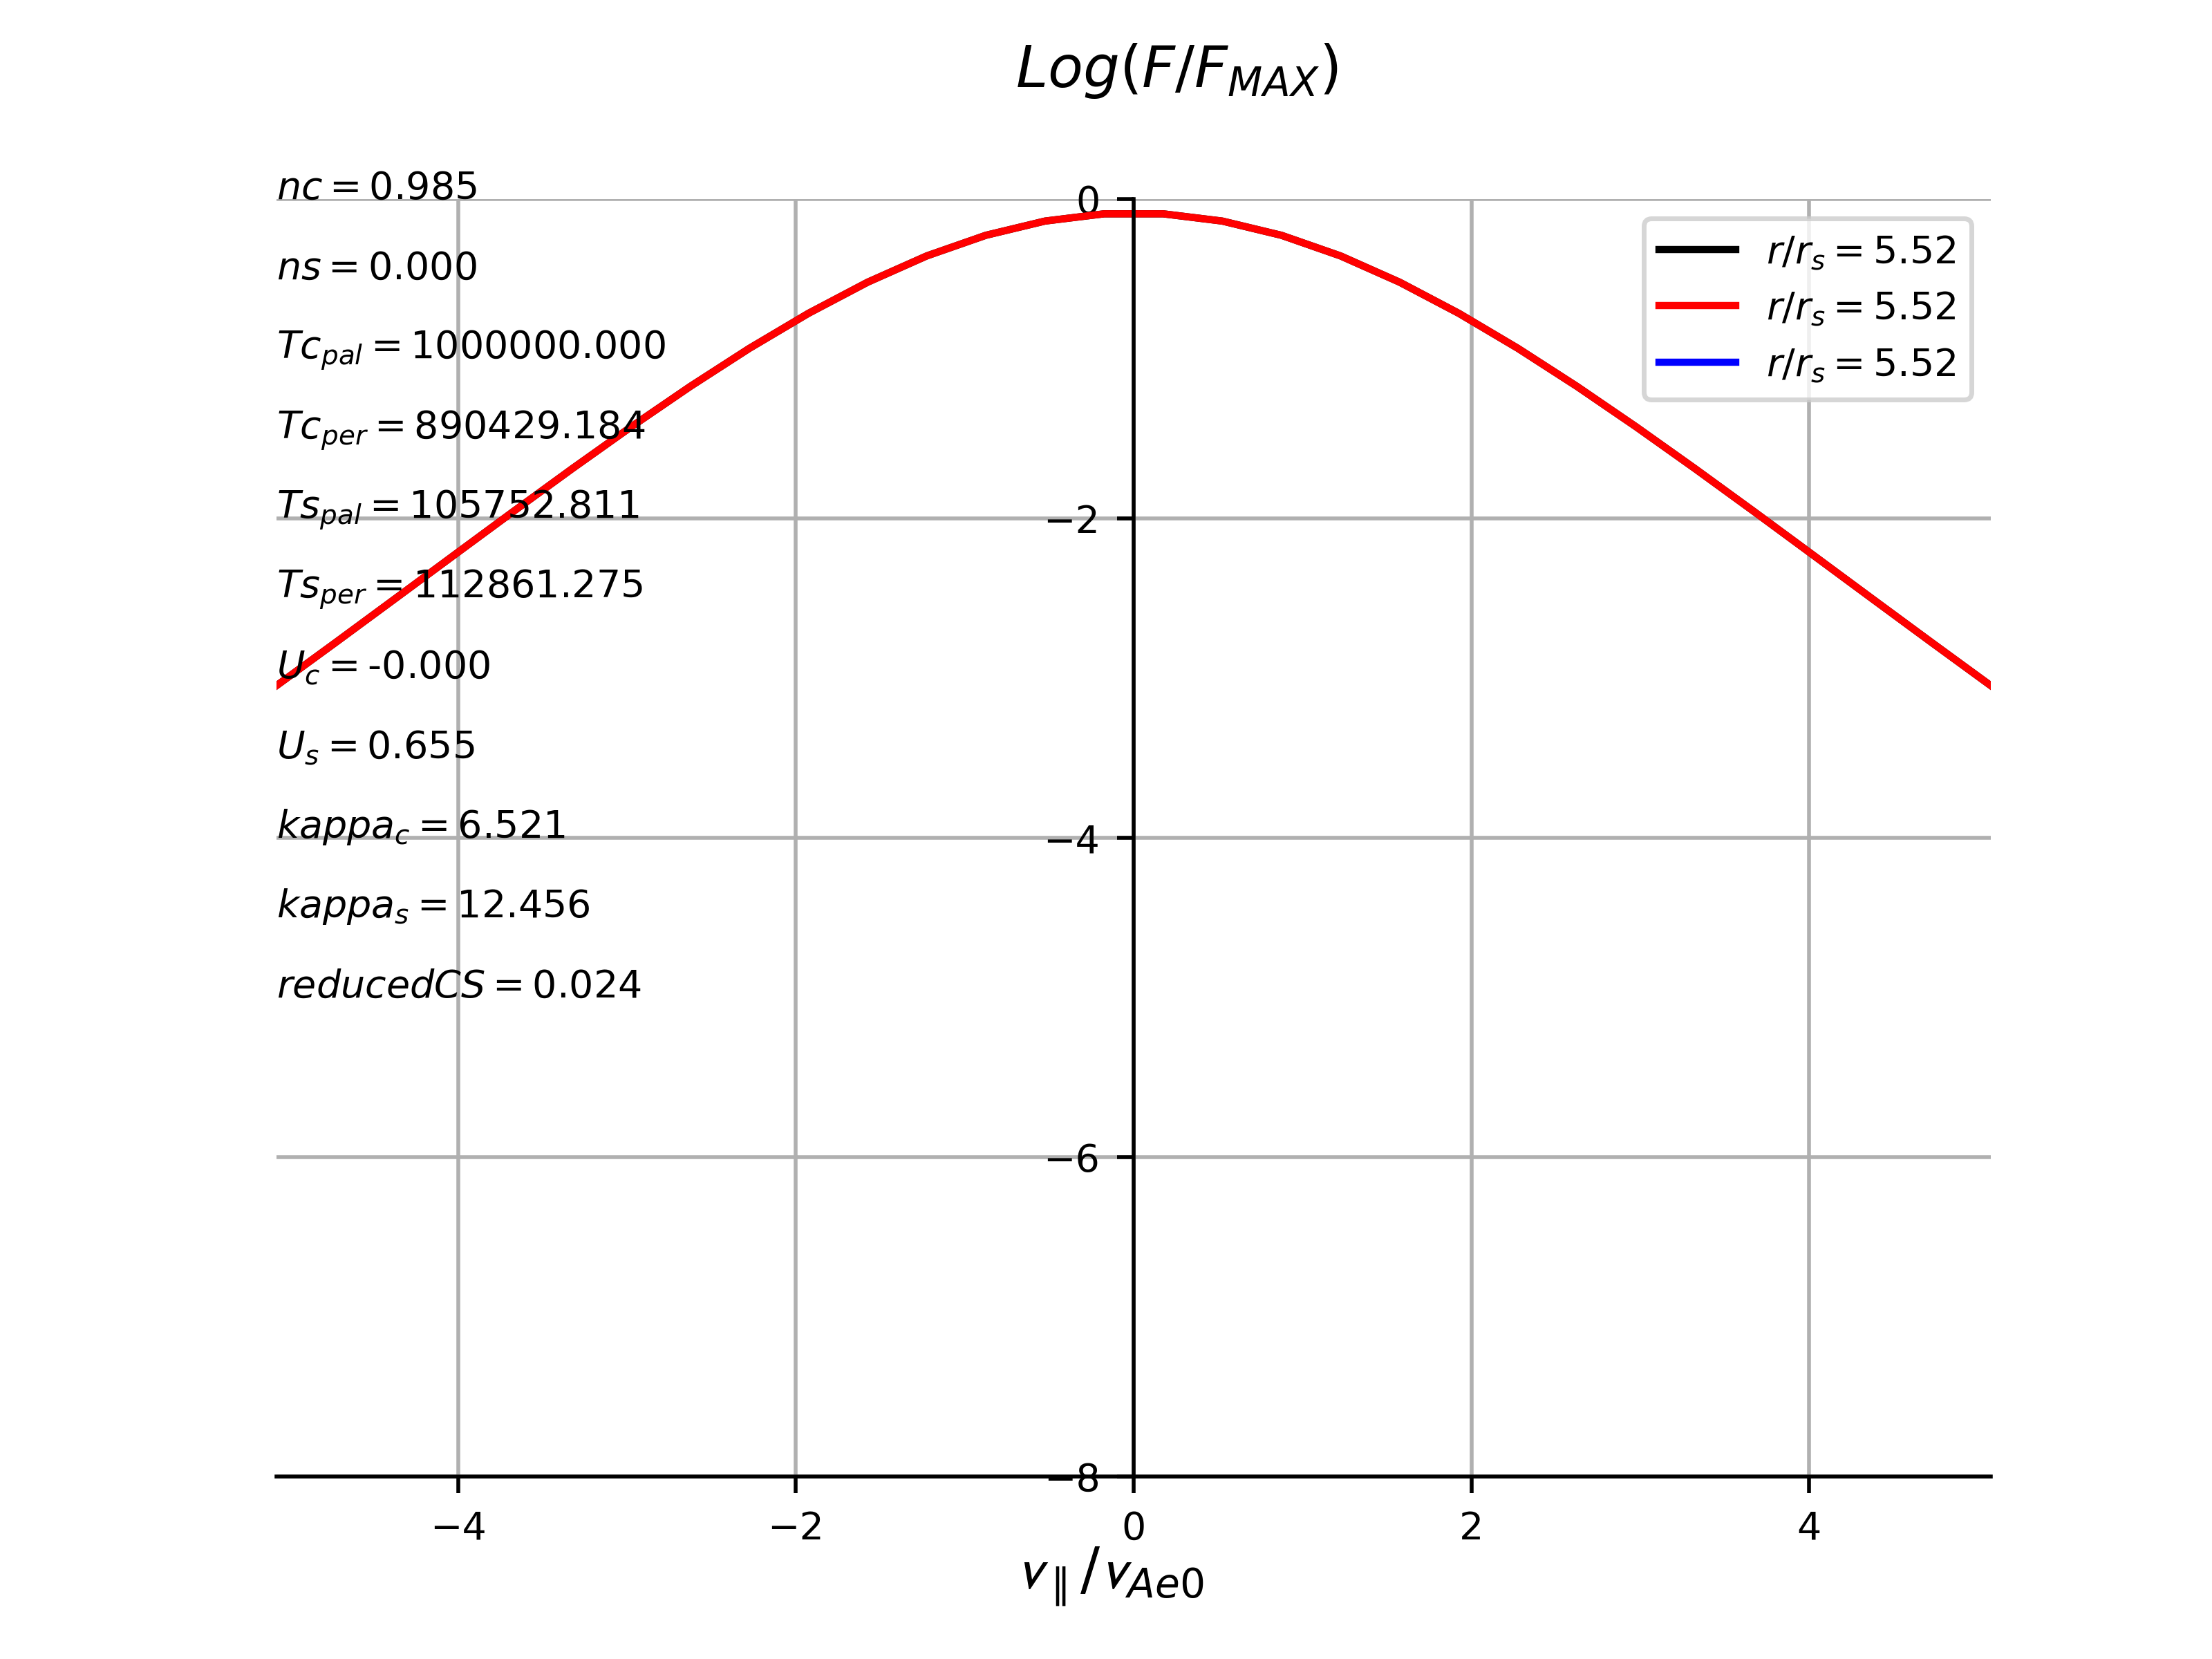 Log(F/F_MAX)
nc = 0.985
ns = 0.000
Tc_pal = 1000000.000
Tc_per = 890429.184
Ts_pal = 105752.811
Ts_per = 112861.275
U_c = -0.000
U_s = 0.655
kappa_c = 6.521
kappa_s = 12.456
reducedCS = 0.024
0
−2
−4
−6
−8
r/r_s = 5.52
r/r_s = 5.52
r/r_s = 5.52
−4 −2 0 2 4
v_∥/v_Ae0